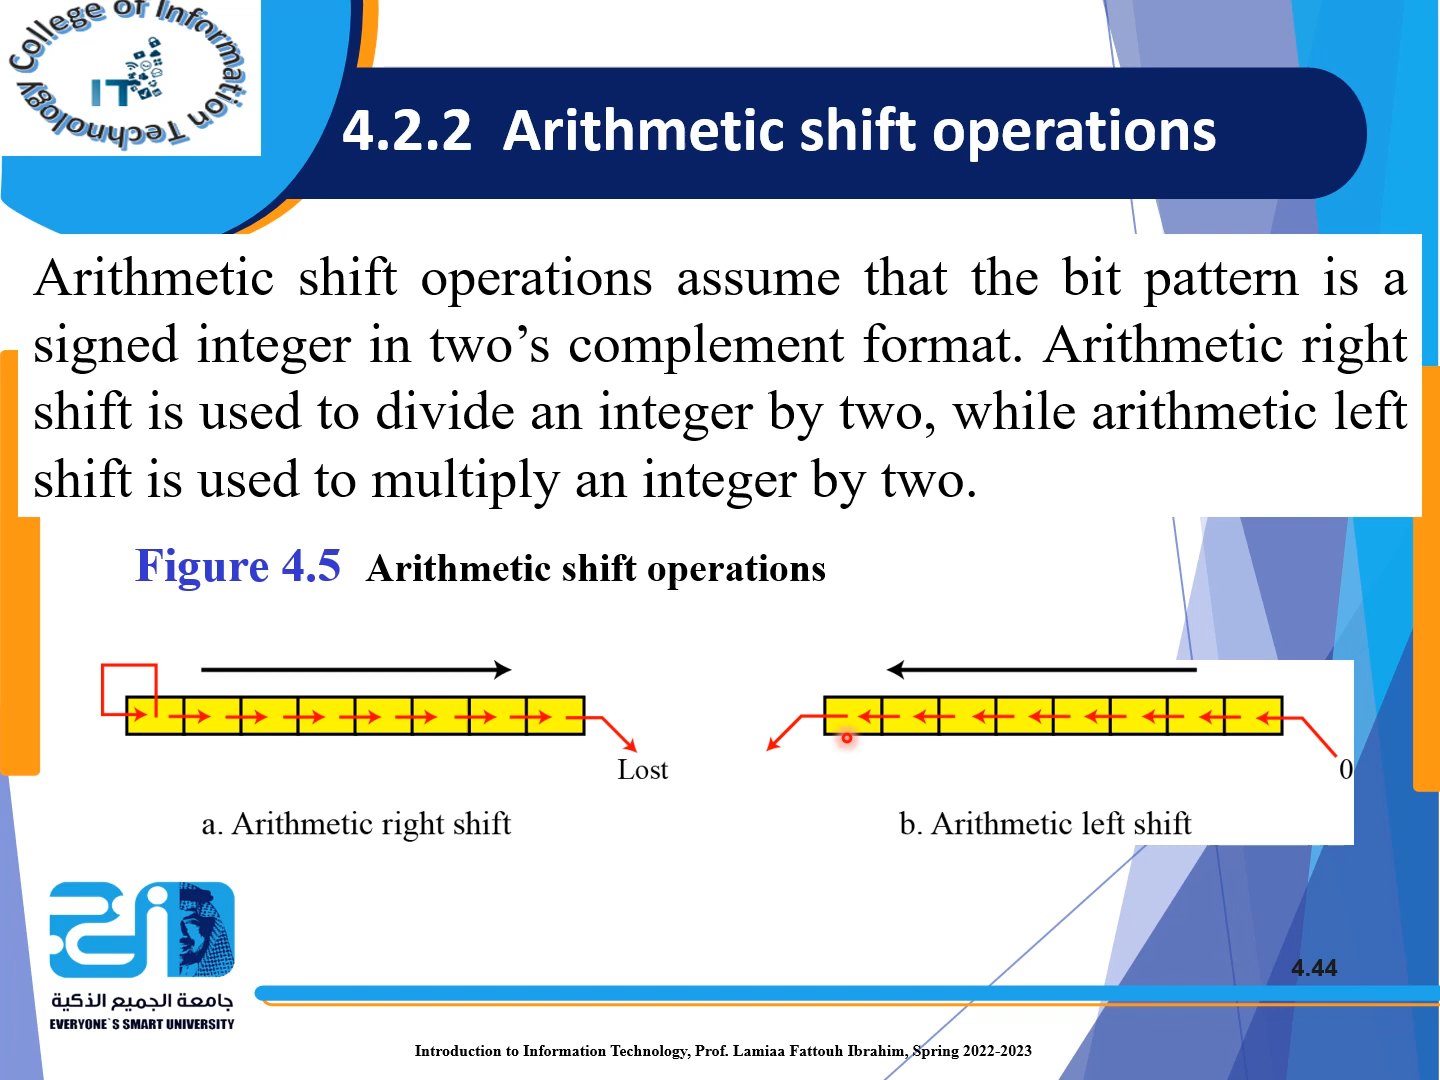 College of Information Technology
IT
4.2.2 Arithmetic shift operations
Arithmetic shift operations assume that the bit pattern is a
signed integer in two’s complement format. Arithmetic right
shift is used to divide an integer by two, while arithmetic left
shift is used to multiply an integer by two.
Figure 4.5 Arithmetic shift operations
Lost
0
a. Arithmetic right shift
b. Arithmetic left shift
4.44
جامعة الجميع الذكية
EVERYONE`S SMART UNIVERSITY
Introduction to Information Technology, Prof. Lamiaa Fattouh Ibrahim, Spring 2022-2023